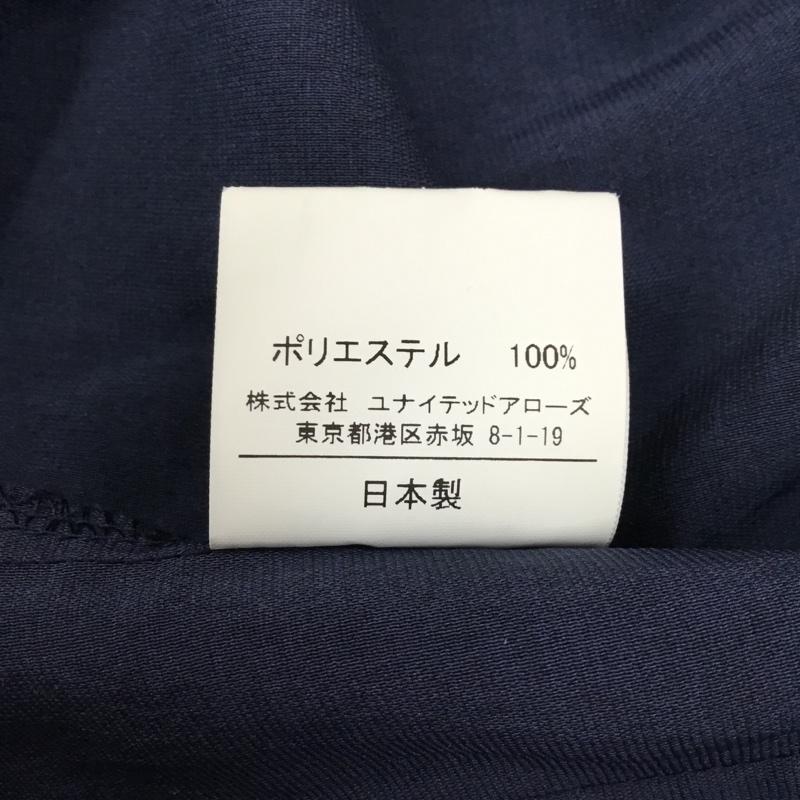 ポリエステル 100%
株式会社 ユナイテッドアローズ
東京都港区赤坂 8-1-19
日本製